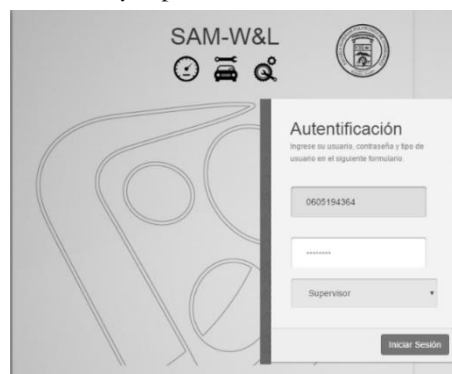 SAM-W&L
Autentificación
Ingrese su usuario, contraseña y tipo de
usuario en el siguiente formulario.
0605194364
********
Supervisor
Iniciar Sesión